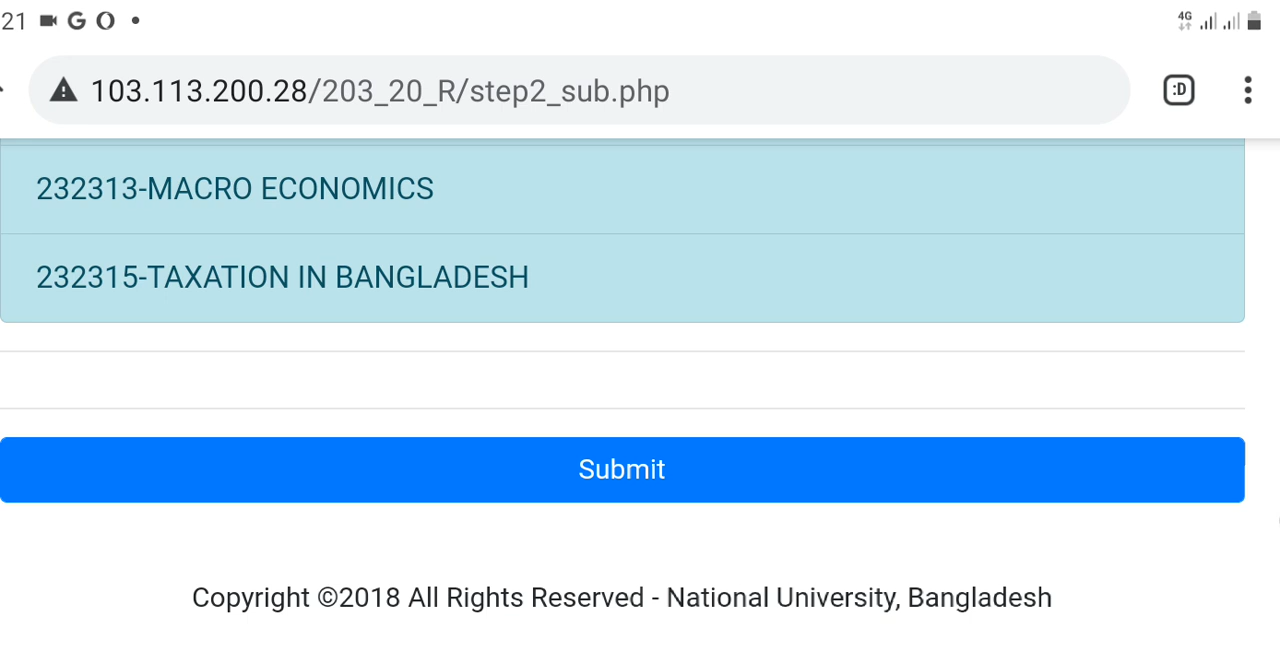 21
4G
103.113.200.28/203_20_R/step2_sub.php
:D
232313-MACRO ECONOMICS
232315-TAXATION IN BANGLADESH
Submit
Copyright ©2018 All Rights Reserved - National University, Bangladesh